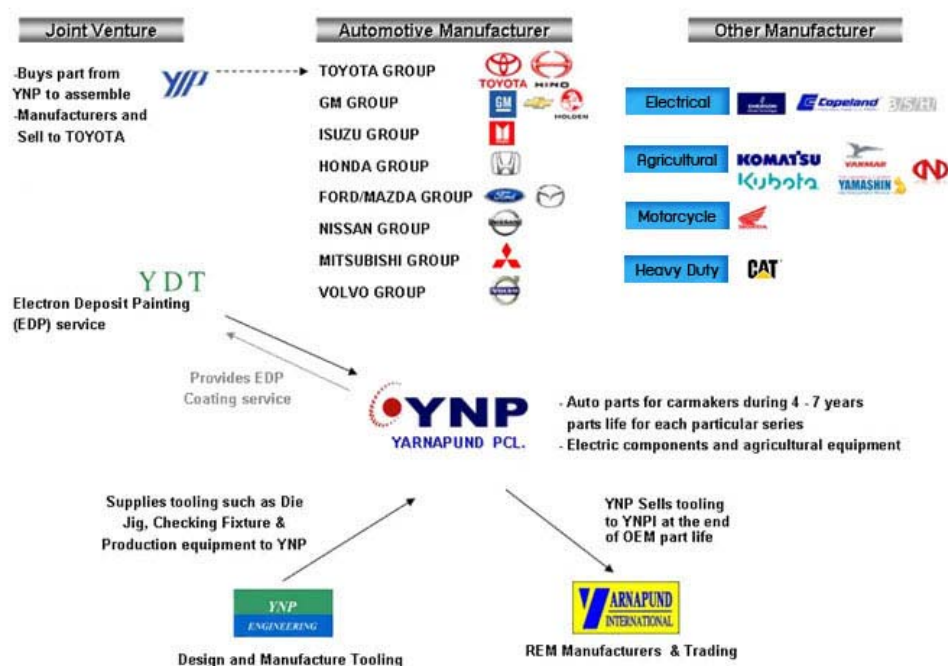 Joint Venture
Automotive Manufacturer
Other Manufacturer
-Buys part from
YNP to assemble
-Manufacturers and
Sell to TOYOTA
YIP
TOYOTA GROUP
TOYOTA
HINO
GM GROUP
GM
HOLDEN
ISUZU GROUP
HONDA GROUP
FORD/MAZDA GROUP
Ford
NISSAN GROUP
NISSAN
MITSUBISHI GROUP
VOLVO GROUP
VOLVO
Electrical
EMERSON
Copeland
B/S/H/
Agricultural
KOMATSU
YANMAR
Kubota
YAMASHIN
Motorcycle
HONDA
Heavy Duty
CAT
YDT
Electron Deposit Painting
(EDP) service
Provides EDP
Coating service
YNP
YARNAPUND PCL.
- Auto parts for carmakers during 4 - 7 years
parts life for each particular series
- Electric components and agricultural equipment
Supplies tooling such as Die
Jig, Checking Fixture &
Production equipment to YNP
YNP Sells tooling
to YNPI at the end
of OEM part life
YNP
ENGINEERING
YARNAPUND
INTERNATIONAL
Design and Manufacture Tooling
REM Manufacturers & Trading